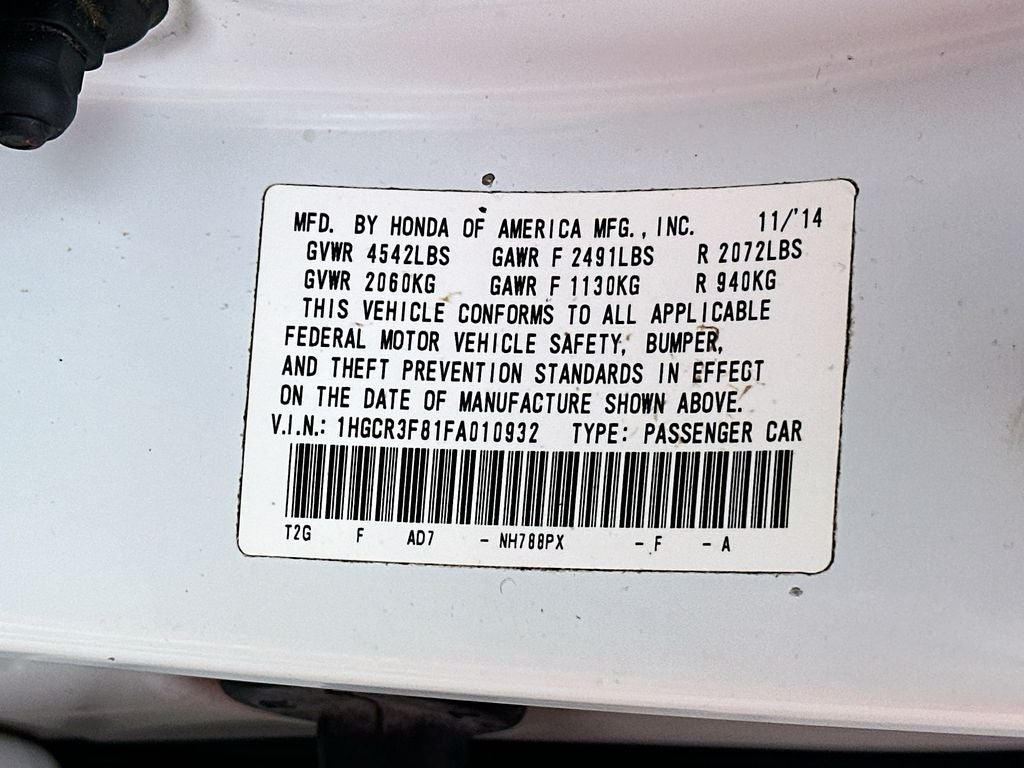 MFD. BY HONDA OF AMERICA MFG., INC. 11/'14
GVWR 4542LBS GAWR F 2491LBS R 2072LBS
GVWR 2060KG GAWR F 1130KG R 940KG
THIS VEHICLE CONFORMS TO ALL APPLICABLE
FEDERAL MOTOR VEHICLE SAFETY, BUMPER,
AND THEFT PREVENTION STANDARDS IN EFFECT
ON THE DATE OF MANUFACTURE SHOWN ABOVE.
V.I.N.: 1HGCR3F81FA010932 TYPE: PASSENGER CAR
T2G F AD7 - NH788PX - F - A